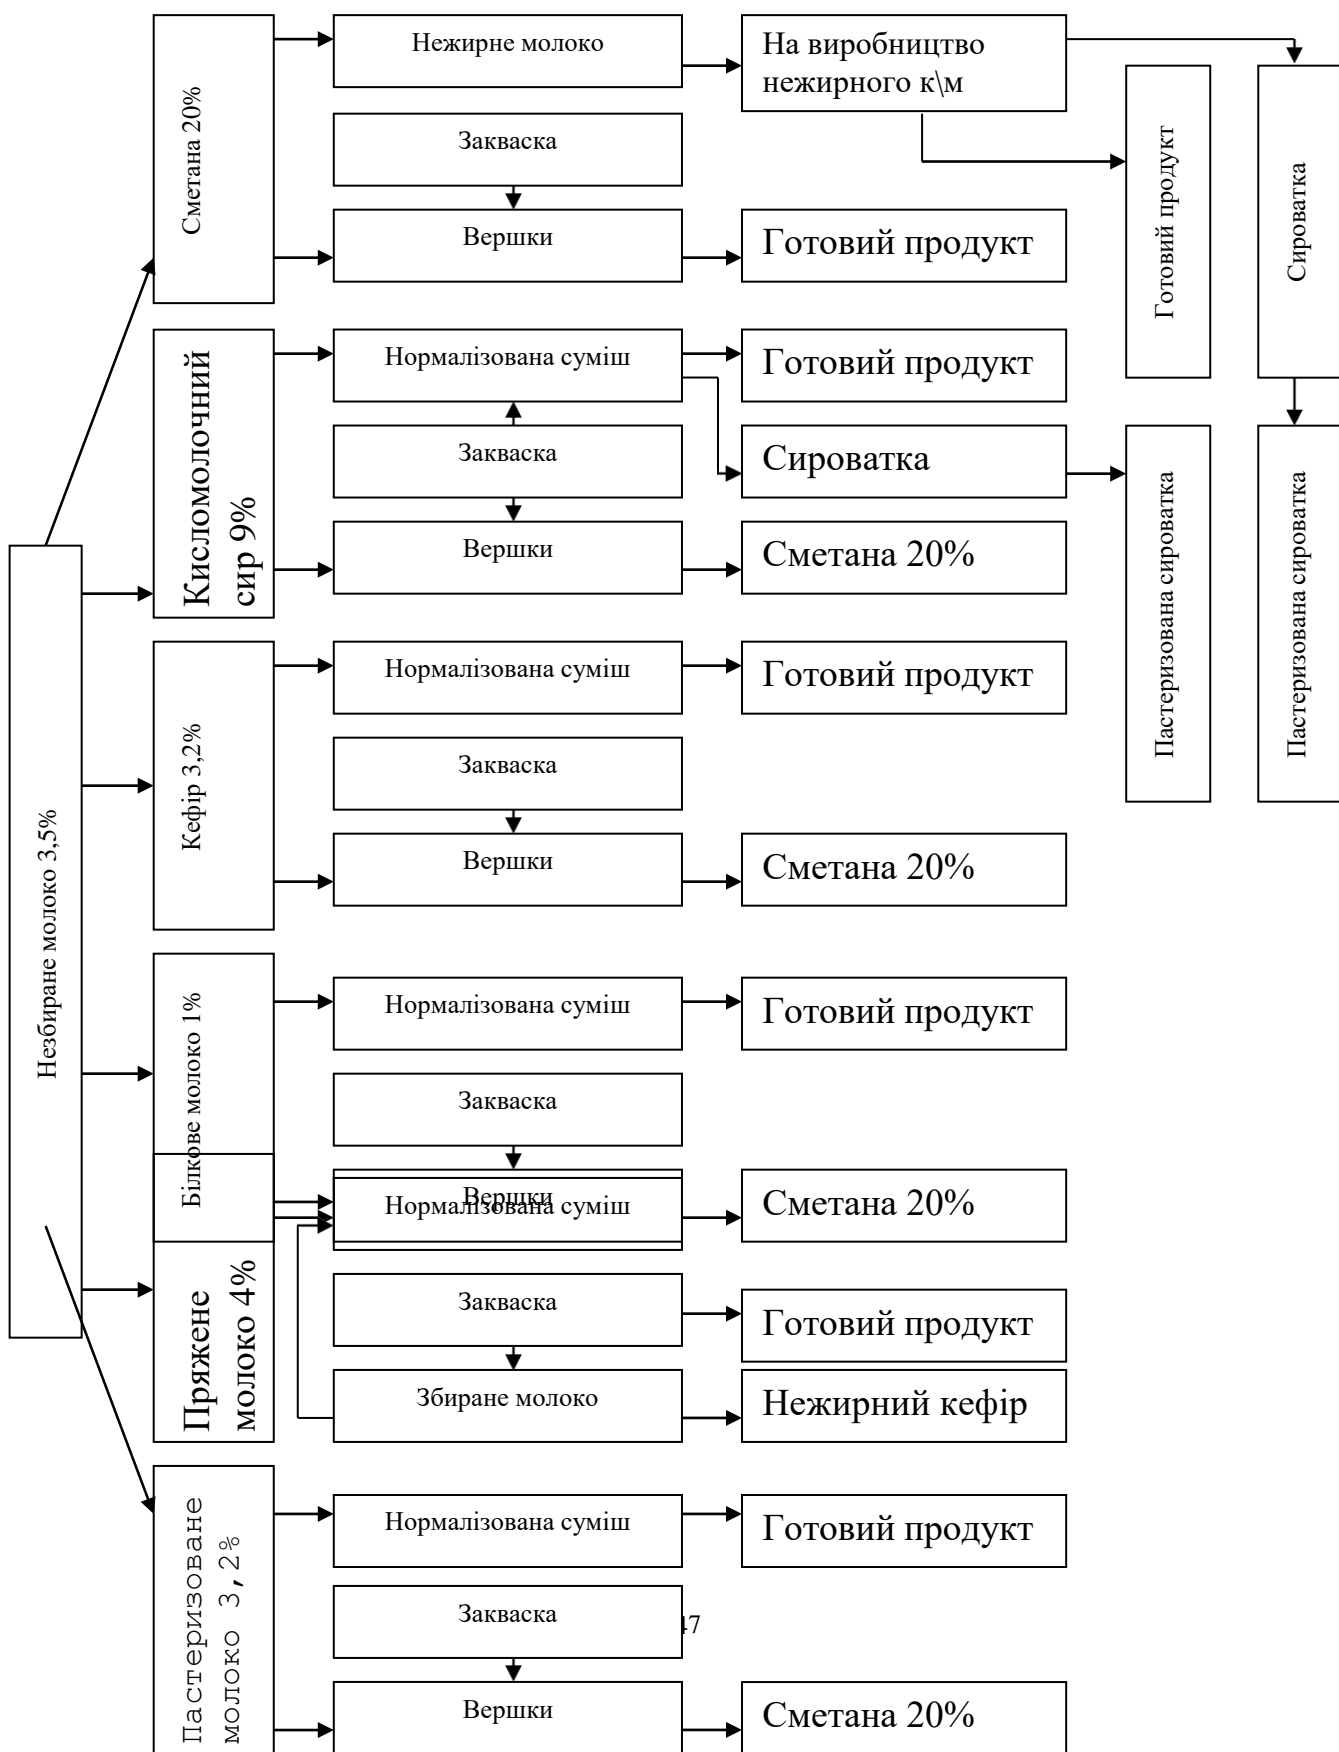 Незбиране молоко 3,5%
Сметана 20%
Нежирне молоко
На виробництво
нежирного к\м
Закваска
Вершки
Готовий продукт
Готовий продукт
Сироватка
Кисломолочний
сир 9%
Нормалізована суміш
Готовий продукт
Закваска
Сироватка
Вершки
Сметана 20%
Пастеризована сироватка
Пастеризована сироватка
Кефір 3,2%
Нормалізована суміш
Готовий продукт
Закваска
Вершки
Сметана 20%
Білкове молоко 1%
Нормалізована суміш
Готовий продукт
Закваска
Вершки
Сметана 20%
Пряжене
молоко 4%
Нормалізована суміш
Закваска
Готовий продукт
Збиране молоко
Нежирний кефір
Пастеризоване
молоко 3,2%
Нормалізована суміш
Готовий продукт
Закваска
47
Вершки
Сметана 20%